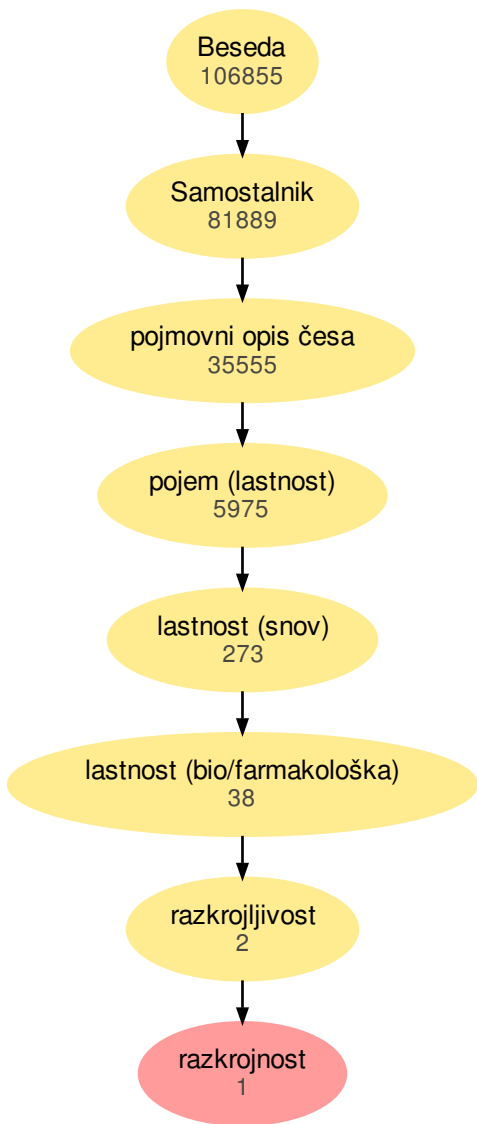 Beseda
106855
Samostalnik
81889
pojmovni opis česa
35555
pojem (lastnost)
5975
lastnost (snov)
273
lastnost (bio/farmakološka)
38
razkrojljivost
2
razkrojnost
1